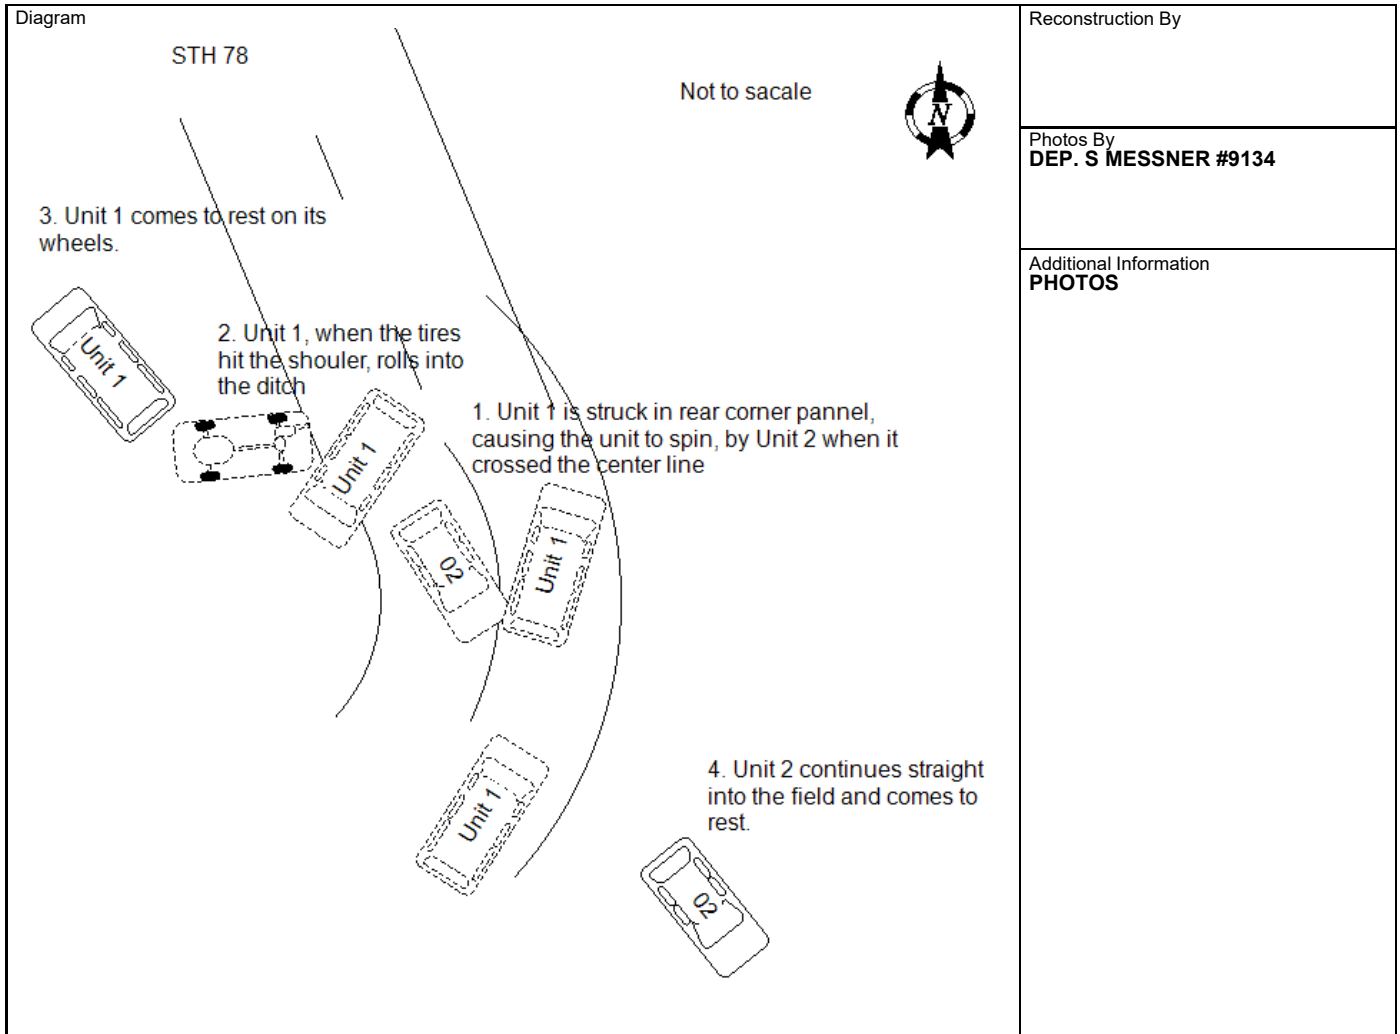 Diagram
STH 78
Not to sacale
N
3. Unit 1 comes to rest on its
wheels.
Unit 1
2. Unit 1, when the tires
hit the shouler, rolls into
the ditch
Unit 1
1. Unit 1 is struck in rear corner pannel,
causing the unit to spin, by Unit 2 when it
crossed the center line
02
Unit 1
Unit 1
4. Unit 2 continues straight
into the field and comes to
rest.
02
Reconstruction By
Photos By
DEP. S MESSNER #9134
Additional Information
PHOTOS